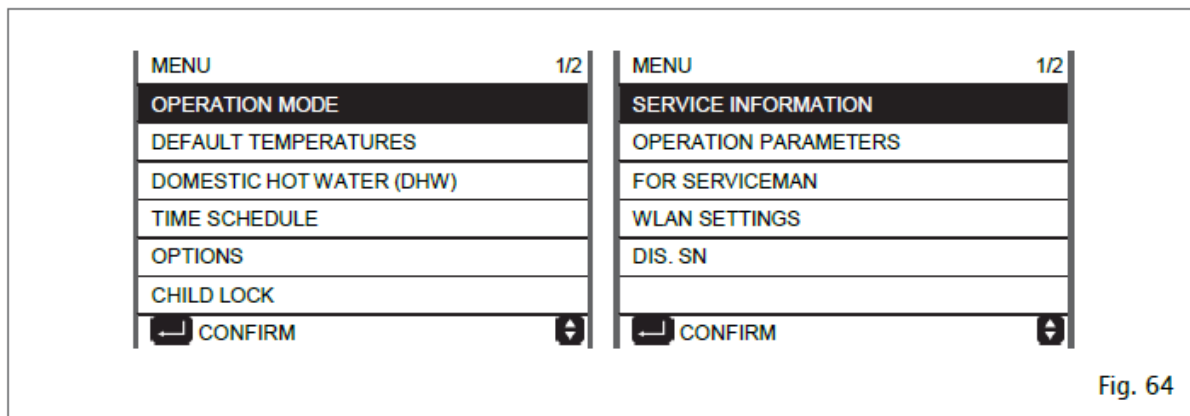 MENU 1/2
OPERATION MODE
DEFAULT TEMPERATURES
DOMESTIC HOT WATER (DHW)
TIME SCHEDULE
OPTIONS
CHILD LOCK
CONFIRM
MENU 1/2
SERVICE INFORMATION
OPERATION PARAMETERS
FOR SERVICEMAN
WLAN SETTINGS
DIS. SN
CONFIRM
Fig. 64